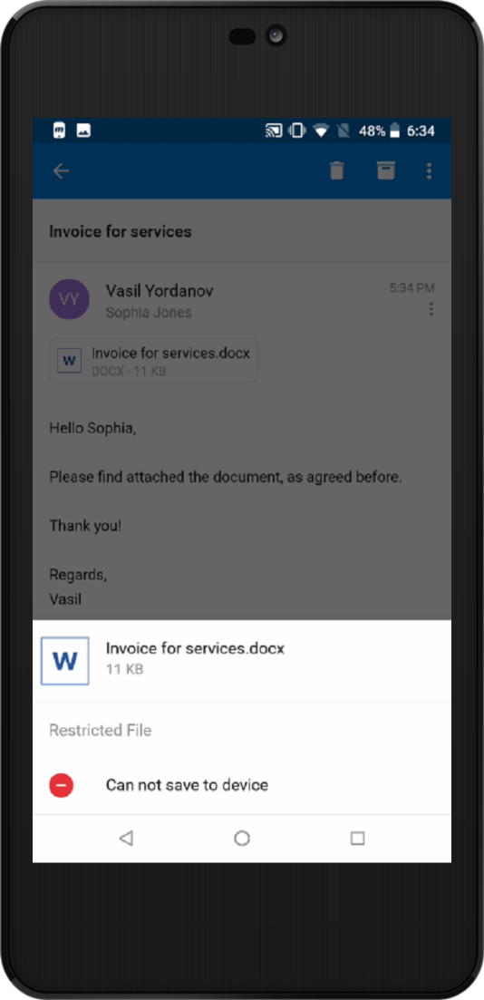 48% 6:34
Invoice for services
VY
Vasil Yordanov
5:34 PM
Sophia Jones
W
Invoice for services.docx
DOCX - 11 KB
Hello Sophia,
Please find attached the document, as agreed before.
Thank you!
Regards,
Vasil
W
Invoice for services.docx
11 KB
Restricted File
Can not save to device